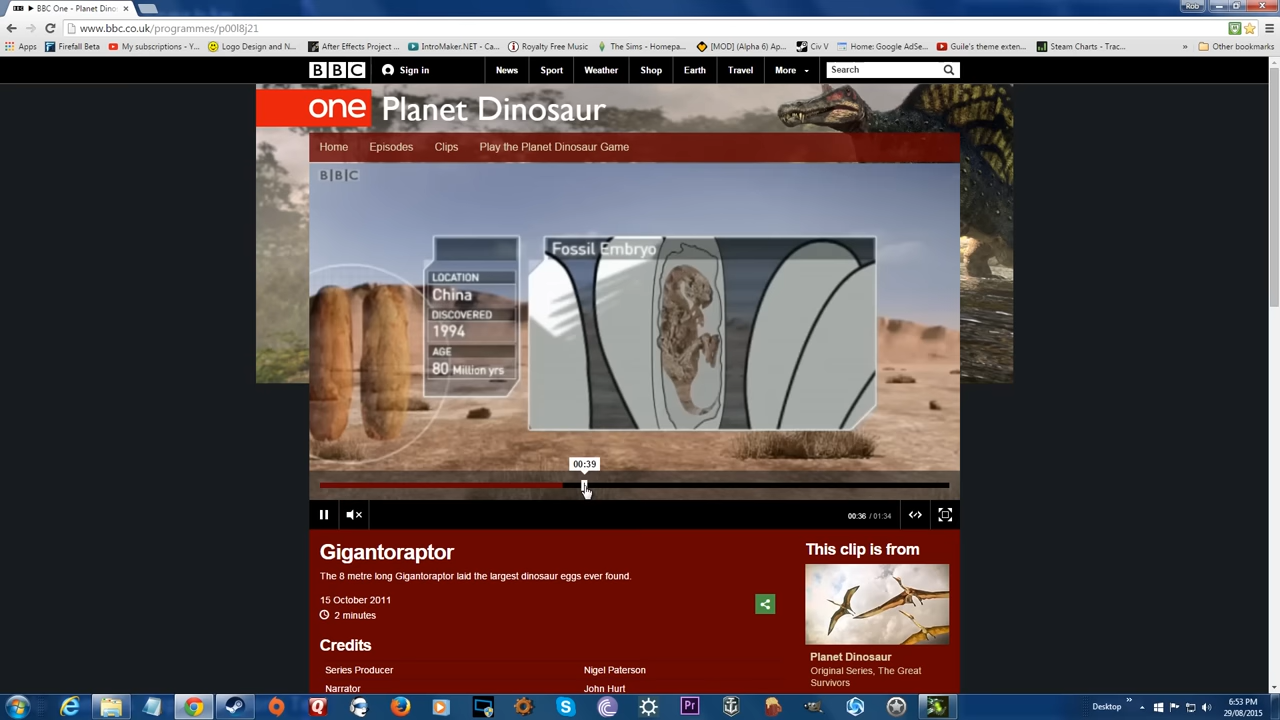 BBC One - Planet Dinos
Rob
www.bbc.co.uk/programmes/p00l8j21
Apps Firefall Beta My subscriptions - Y... Logo Design and N... After Effects Project ... IntroMaker.NET - Ca... Royalty Free Music The Sims - Homepa... [MOD] (Alpha 6) Ap... Civ V Home: Google AdSe... Guile's theme exten... Steam Charts - Trac... » Other bookmarks
BBC Sign in News Sport Weather Shop Earth Travel More Search
one Planet Dinosaur
Home Episodes Clips Play the Planet Dinosaur Game
BBC
Fossil Embryo
LOCATION
China
DISCOVERED
1994
AGE
80 Million yrs
00:39
00:36 / 01:34
Gigantoraptor
The 8 metre long Gigantoraptor laid the largest dinosaur eggs ever found.
15 October 2011
2 minutes
Credits
Series Producer Nigel Paterson
Narrator John Hurt
This clip is from
Planet Dinosaur
Original Series, The Great
Survivors
Desktop »
6:53 PM
29/08/2015